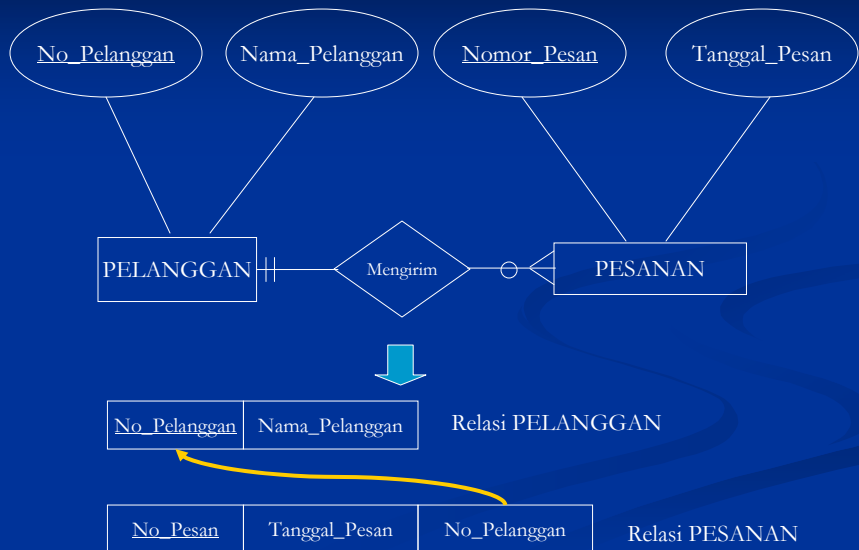 No_Pelanggan
Nama_Pelanggan
Nomor_Pesan
Tanggal_Pesan
PELANGGAN
Mengirim
PESANAN
No_Pelanggan
Nama_Pelanggan
Relasi PELANGGAN
No_Pesan
Tanggal_Pesan
No_Pelanggan
Relasi PESANAN